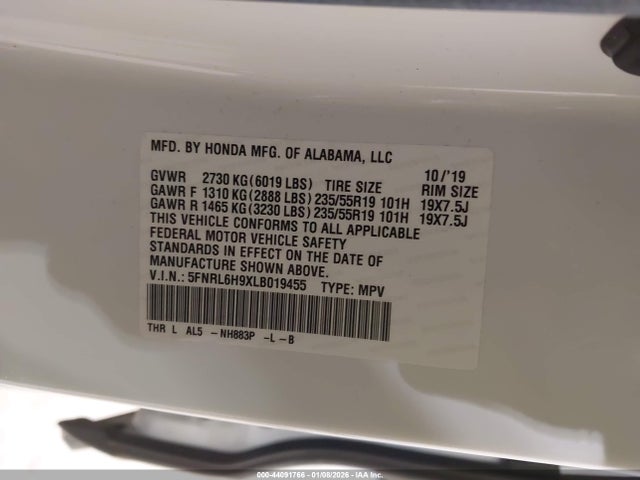 MFD. BY HONDA MFG. OF ALABAMA, LLC 10/'19
GVWR 2730 KG(6019 LBS) TIRE SIZE RIM SIZE
GAWR F 1310 KG(2888 LBS) 235/55R19 101H 19X7.5J
GAWR R 1465 KG(3230 LBS) 235/55R19 101H 19X7.5J
THIS VEHICLE CONFORMS TO ALL APPLICABLE
FEDERAL MOTOR VEHICLE SAFETY
STANDARDS IN EFFECT ON THE DATE OF
MANUFACTURE SHOWN ABOVE.
V.I.N.: 5FNRL6H9XLB019455 TYPE: MPV
THR L AL5 -NH883P -L-B
000-44091766 - 01/08/2026 - IAA Inc.